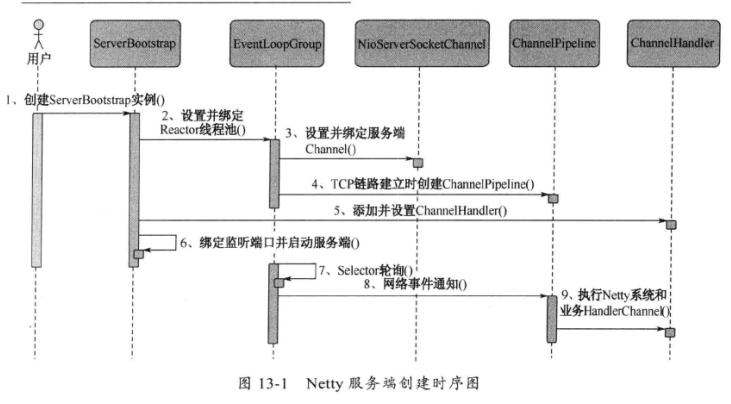 用户
ServerBootstrap
EventLoopGroup
NioServerSocketChannel
ChannelPipeline
ChannelHandler
1、创建ServerBootstrap实例()
2、设置并绑定
Reactor线程池()
3、设置并绑定服务端
Channel()
4、TCP链路建立时创建ChannelPipeline()
5、添加并设置ChannelHandler()
6、绑定监听端口并启动服务端()
7、Selector轮询()
8、网络事件通知()
9、执行Netty系统和
业务HandlerChannel()
图 13-1 Netty 服务端创建时序图